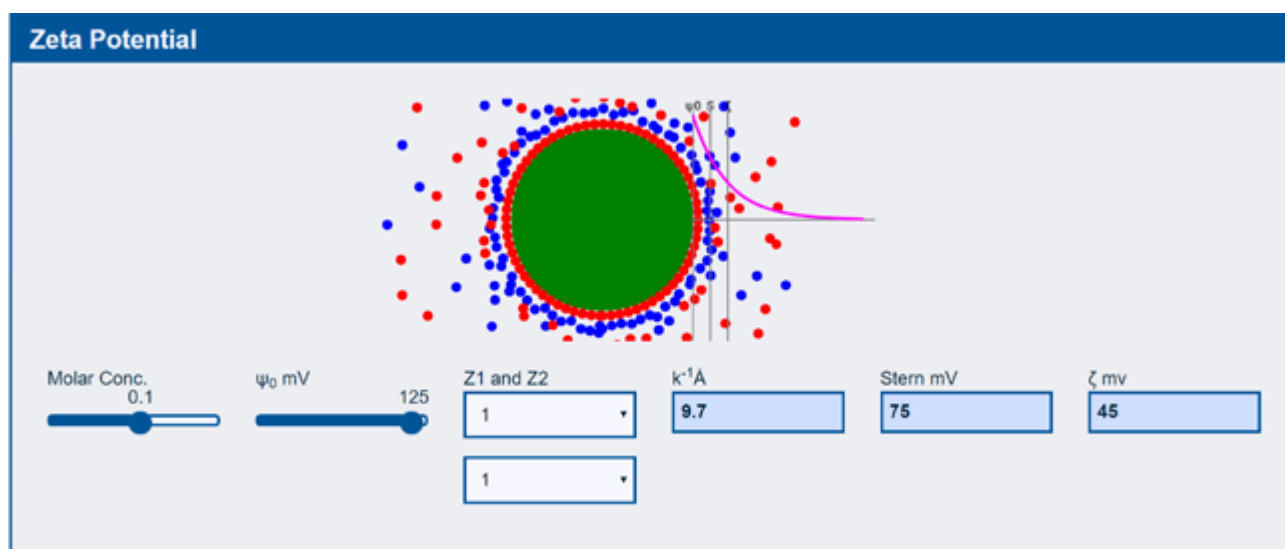 Zeta Potential
ψ0 S ζ
Molar Conc.
0.1
ψ₀ mV
125
Z1 and Z2
1
1
k⁻¹Å
9.7
Stern mV
75
ζ mv
45